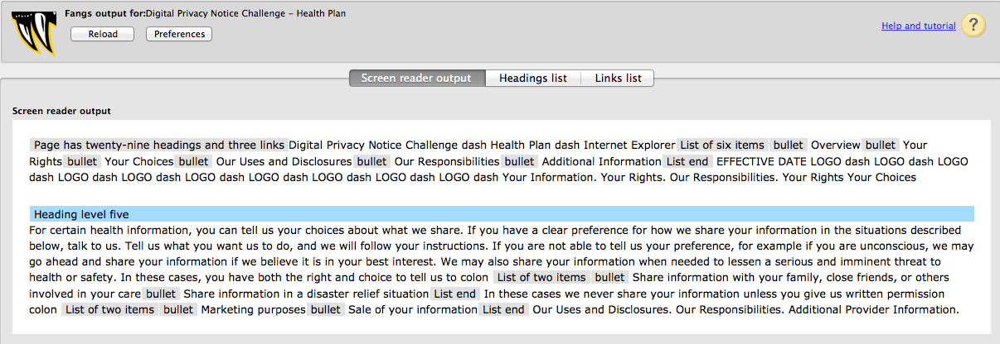 Fangs output for:Digital Privacy Notice Challenge – Health Plan
Reload Preferences
Help and tutorial ?
Screen reader output Headings list Links list
Screen reader output
Page has twenty-nine headings and three links Digital Privacy Notice Challenge dash Health Plan dash Internet Explorer List of six items bullet Overview bullet Your
Rights bullet Your Choices bullet Our Uses and Disclosures bullet Our Responsibilities bullet Additional Information List end EFFECTIVE DATE LOGO dash LOGO dash LOGO
dash LOGO dash LOGO dash LOGO dash LOGO dash LOGO dash LOGO dash LOGO dash Your Information. Your Rights. Our Responsibilities. Your Rights Your Choices
Heading level five
For certain health information, you can tell us your choices about what we share. If you have a clear preference for how we share your information in the situations described
below, talk to us. Tell us what you want us to do, and we will follow your instructions. If you are not able to tell us your preference, for example if you are unconscious, we may
go ahead and share your information if we believe it is in your best interest. We may also share your information when needed to lessen a serious and imminent threat to
health or safety. In these cases, you have both the right and choice to tell us to colon List of two items bullet Share information with your family, close friends, or others
involved in your care bullet Share information in a disaster relief situation List end In these cases we never share your information unless you give us written permission
colon List of two items bullet Marketing purposes bullet Sale of your information List end Our Uses and Disclosures. Our Responsibilities. Additional Provider Information.